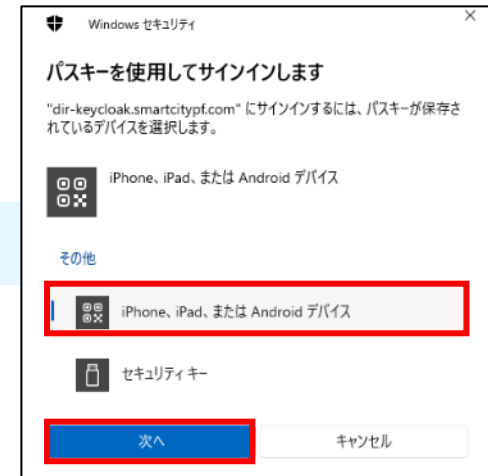 Windows セキュリティ
パスキーを使用してサインインします
"dir-keycloak.smartcitypf.com" にサインインするには、パスキーが保存さ
れているデバイスを選択します。
iPhone、iPad、または Android デバイス
その他
iPhone、iPad、または Android デバイス
セキュリティ キー
次へ
キャンセル